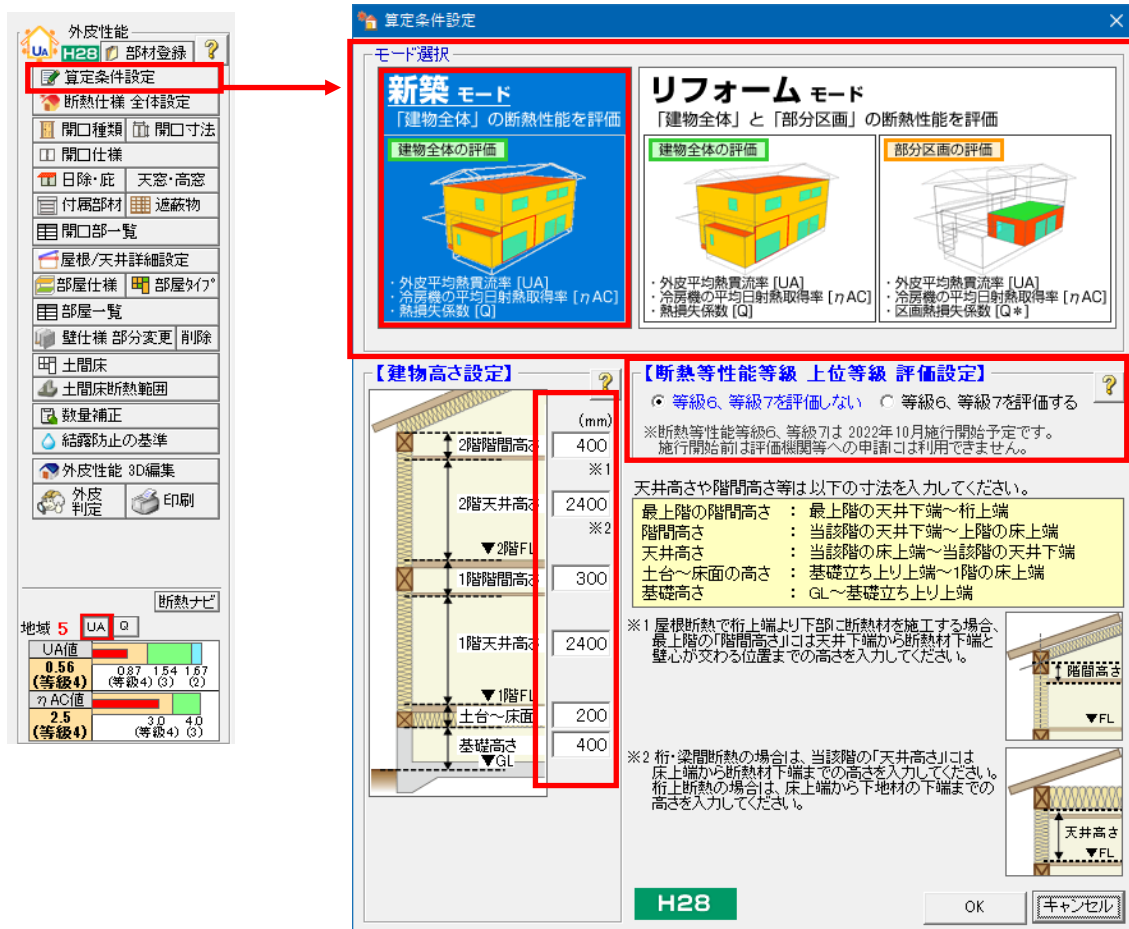 外皮性能
UA H28 部材登録 ?
算定条件設定
断熱仕様 全体設定
開口種類 開口寸法
開口仕様
日除・庇 天窓・高窓
付属部材 遮蔽物
開口部一覧
屋根/天井詳細設定
部屋仕様 部屋タイプ
部屋一覧
壁仕様 部分変更 削除
土間床
土間床断熱範囲
数量補正
結露防止の基準
外皮性能 3D編集
外皮判定 印刷
断熱ナビ
地域 5 UA Q
UA値
0.56 0.87 1.54 1.67
(等級4) (等級4) (3) (2)
ηAC値
2.5 3.0 4.0
(等級4) (等級4) (3)
算定条件設定
モード選択
新築 モード
「建物全体」の断熱性能を評価
建物全体の評価
・外皮平均熱貫流率 [UA]
・冷房機の平均日射熱取得率 [ηAC]
・熱損失係数 [Q]
リフォーム モード
「建物全体」と「部分区画」の断熱性能を評価
建物全体の評価
・外皮平均熱貫流率 [UA]
・冷房機の平均日射熱取得率 [ηAC]
・熱損失係数 [Q]
部分区画の評価
・外皮平均熱貫流率 [UA]
・冷房機の平均日射熱取得率 [ηAC]
・区画熱損失係数 [Q*]
【建物高さ設定】 ?
(mm)
2階階間高さ 400
※1
2階天井高さ 2400
※2
▼2階FL
1階階間高さ 300
1階天井高さ 2400
▼1階FL
土台～床面 200
基礎高さ 400
▼GL
【断熱等性能等級 上位等級 評価設定】 ?
等級6、等級7を評価しない 等級6、等級7を評価する
※断熱等性能等級6、等級7は 2022年10月施行開始予定です。
施行開始前は評価機関等への申請には利用できません。
天井高さや階間高さ等は以下の寸法を入力してください。
最上階の階間高さ : 最上階の天井下端～桁上端
階間高さ : 当該階の天井下端～上階の床上端
天井高さ : 当該階の床上端～当該階の天井下端
土台～床面の高さ : 基礎立ち上り上端～1階の床上端
基礎高さ : GL～基礎立ち上り上端
※1 屋根断熱で桁上端より下部に断熱材を施工する場合、
最上階の「階間高さ」には天井下端から断熱材下端と
壁心が交わる位置までの高さを入力してください。
階間高さ
▼FL
※2 桁・梁間断熱の場合は、当該階の「天井高さ」には
床上端から断熱材下端までの高さを入力してください。
桁上断熱の場合は、床上端から下地材の下端までの
高さを入力してください。
天井高さ
▼FL
H28
OK キャンセル